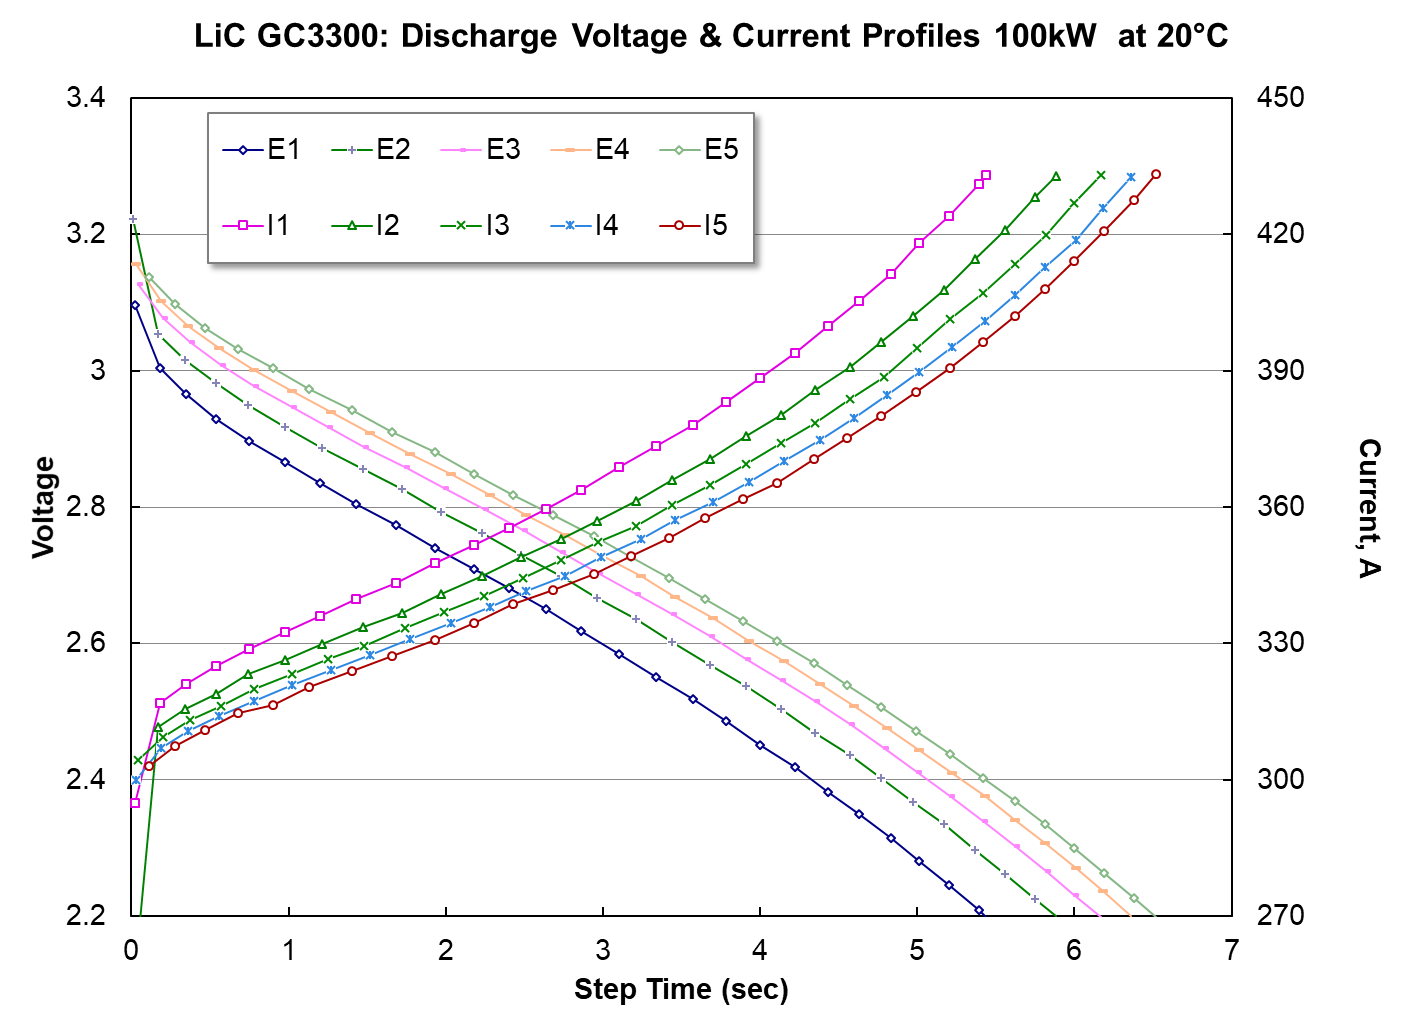 LiC GC3300: Discharge Voltage & Current Profiles 100kW at 20°C
3.4
3.2
3
2.8
2.6
2.4
2.2
450
420
390
360
330
300
270
E1 E2 E3 E4 E5
I1 I2 I3 I4 I5
Voltage
Current, A
0 1 2 3 4 5 6 7
Step Time (sec)